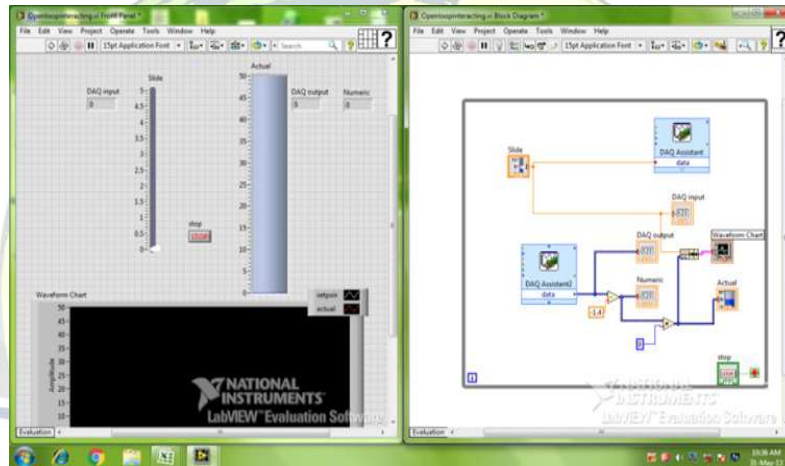 Openloopinteracting.vi Front Panel *
File Edit View Project Operate Tools Window Help
15pt Application Font
Search
Slide
DAQ input
0
5
4.5
4
3.5
3
2.5
2
1.5
1
0.5
0
Actual
50
45
40
35
30
25
20
15
10
5
0
DAQ output
0
Numeric
0
stop
STOP
Waveform Chart
setpoin
actual
Amplitude
50
45
40
35
30
25
20
15
10
NATIONAL
INSTRUMENTS
LabVIEW™ Evaluation Software
Evaluation
Openloopinteracting.vi Block Diagram *
File Edit View Project Operate Tools Window Help
15pt Application Font
Slide
DAQ Assistant
data
DAQ input
DAQ output
Waveform Chart
DAQ Assistant2
data
Numeric
Actual
-1.4
stop
STOP
i
NATIONAL
INSTRUMENTS
LabVIEW™ Evaluation Software
Evaluation
10:36 AM